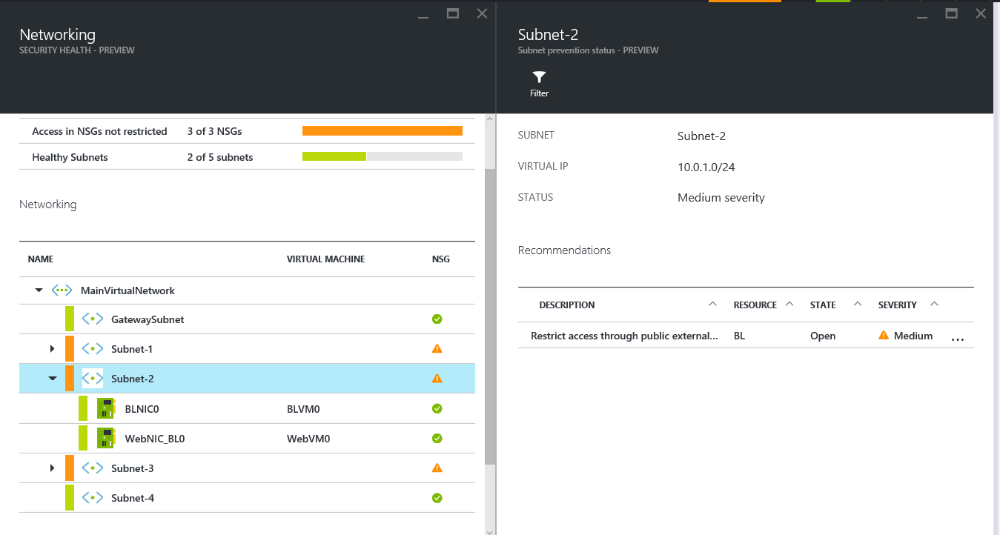 Networking
SECURITY HEALTH - PREVIEW
Access in NSGs not restricted 3 of 3 NSGs
Healthy Subnets 2 of 5 subnets
Networking
NAME VIRTUAL MACHINE NSG
MainVirtualNetwork
GatewaySubnet
Subnet-1
Subnet-2
BLNIC0 BLVM0
WebNIC_BL0 WebVM0
Subnet-3
Subnet-4
Subnet-2
Subnet prevention status - PREVIEW
Filter
SUBNET Subnet-2
VIRTUAL IP 10.0.1.0/24
STATUS Medium severity
Recommendations
DESCRIPTION RESOURCE STATE SEVERITY
Restrict access through public external... BL Open Medium ...